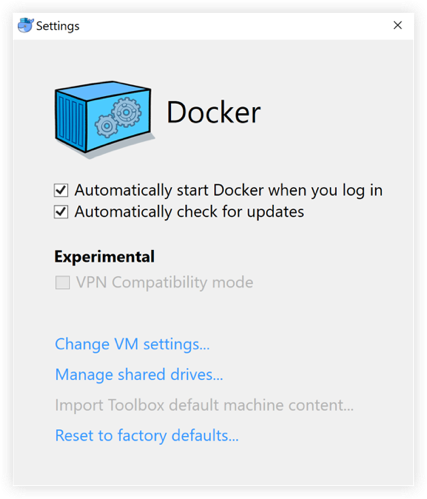 Settings
Docker
Automatically start Docker when you log in
Automatically check for updates
Experimental
VPN Compatibility mode
Change VM settings...
Manage shared drives...
Import Toolbox default machine content...
Reset to factory defaults...